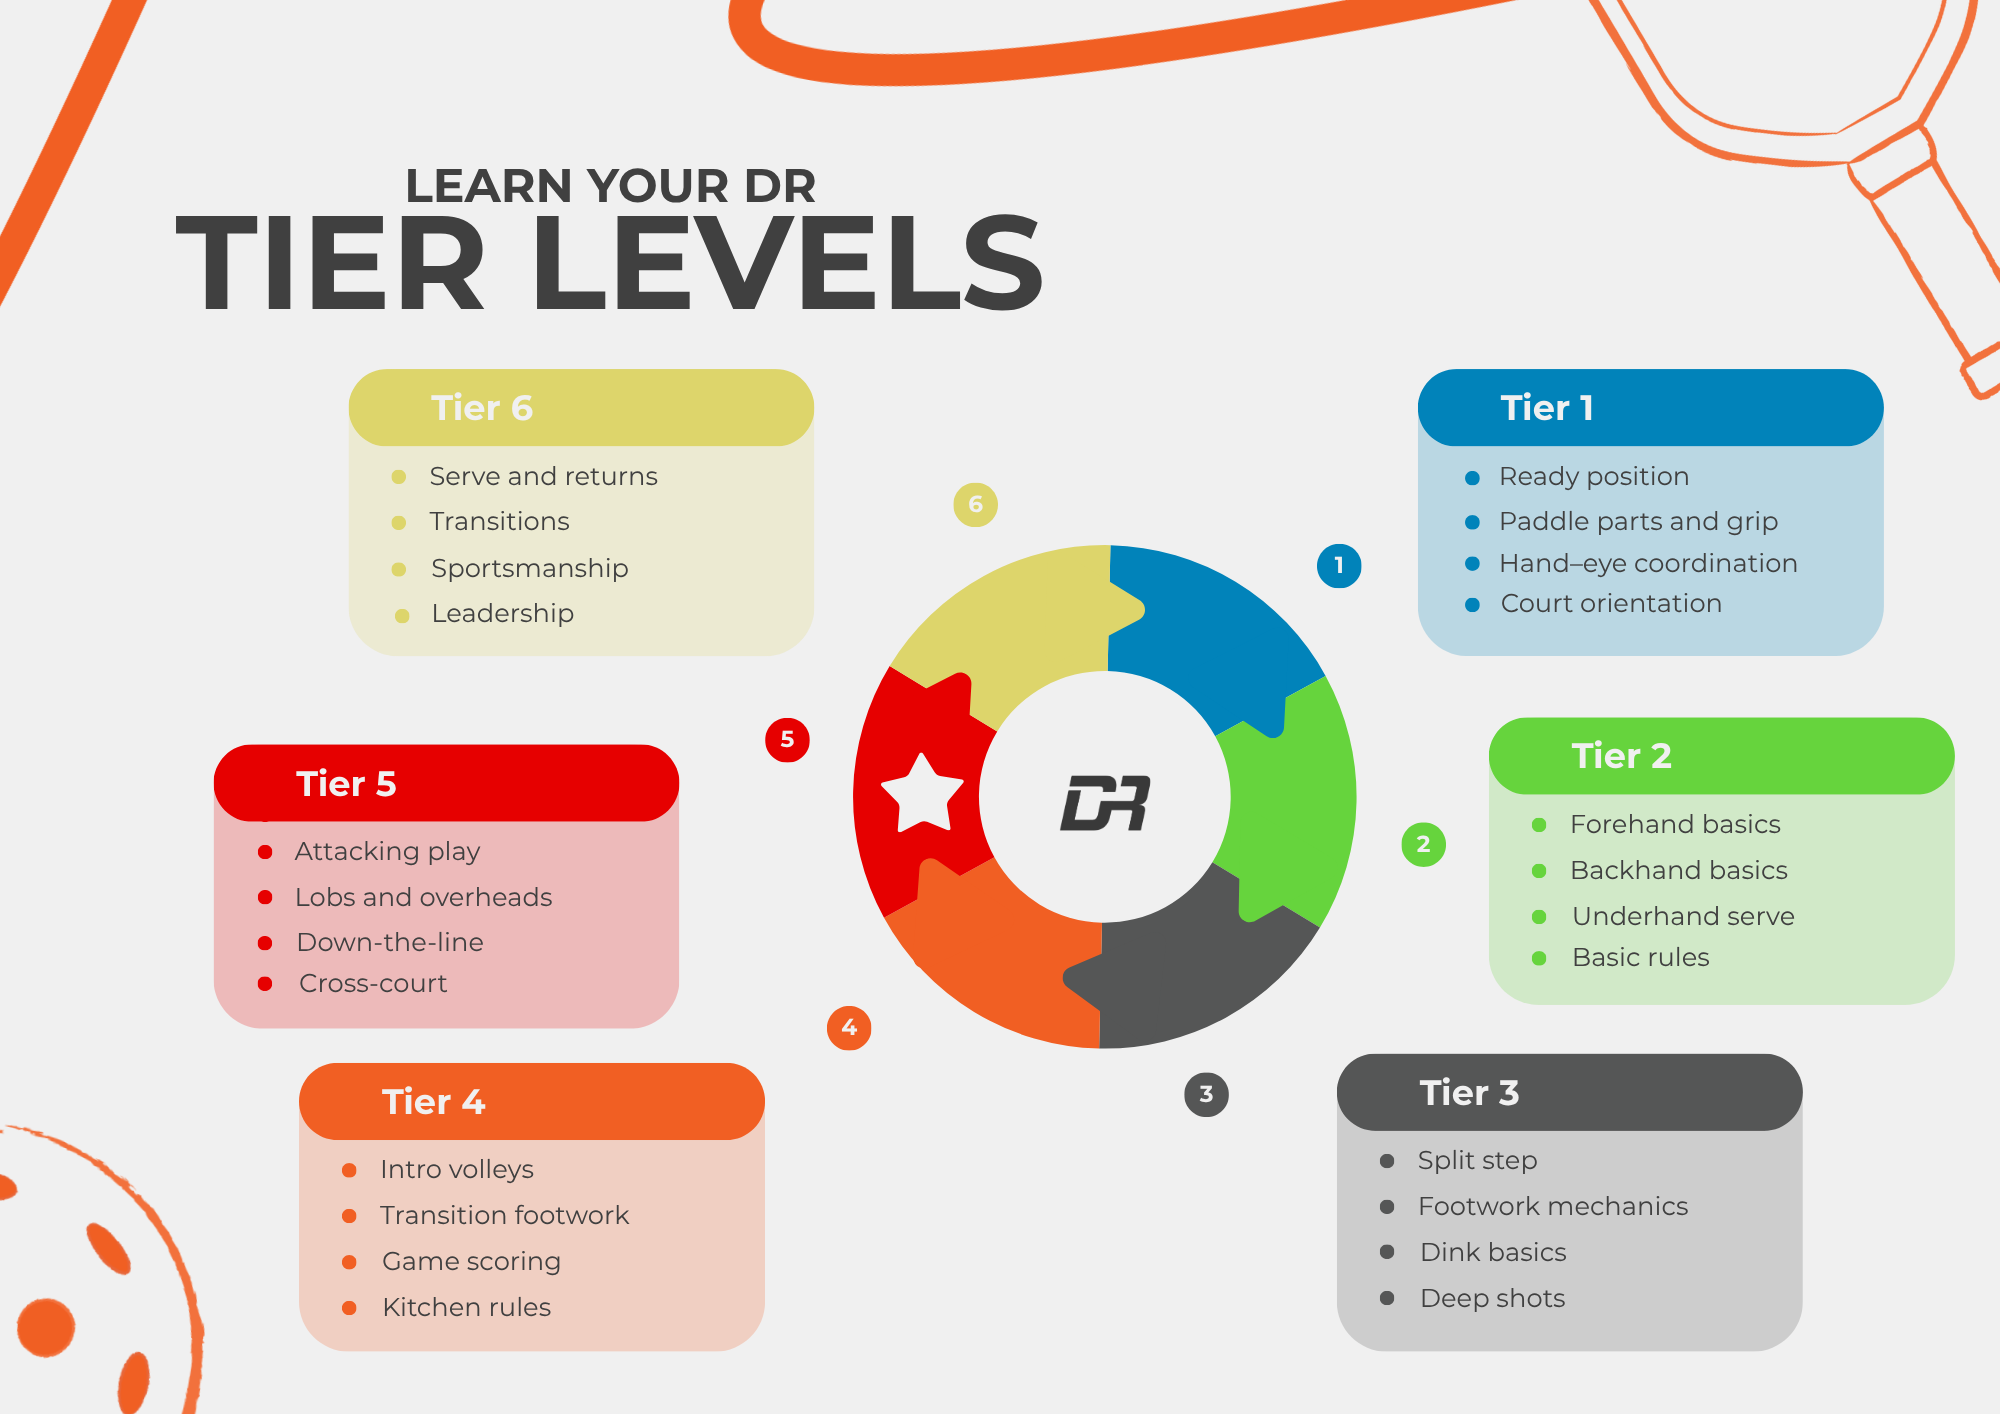 LEARN YOUR DR
TIER LEVELS
Tier 1
Ready position
Paddle parts and grip
Hand–eye coordination
Court orientation
Tier 2
Forehand basics
Backhand basics
Underhand serve
Basic rules
Tier 3
Split step
Footwork mechanics
Dink basics
Deep shots
Tier 4
Intro volleys
Transition footwork
Game scoring
Kitchen rules
Tier 5
Attacking play
Lobs and overheads
Down-the-line
Cross-court
Tier 6
Serve and returns
Transitions
Sportsmanship
Leadership
1
2
3
4
5
6
DR